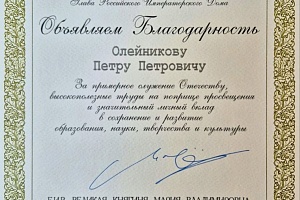 Глава Российского Императорского Дома
Объявляем Благодарность
Олейникову
Петру Петровичу
За примерное служение Отечеству,
высокополезные труды на поприще просвещения
и значительный личный вклад
в сохранение и развитие
образования, науки, творчества и культуры
Е.И.В. ВЕЛИКАЯ КНЯГИНЯ МАРИЯ ВЛАДИМИРОВНА